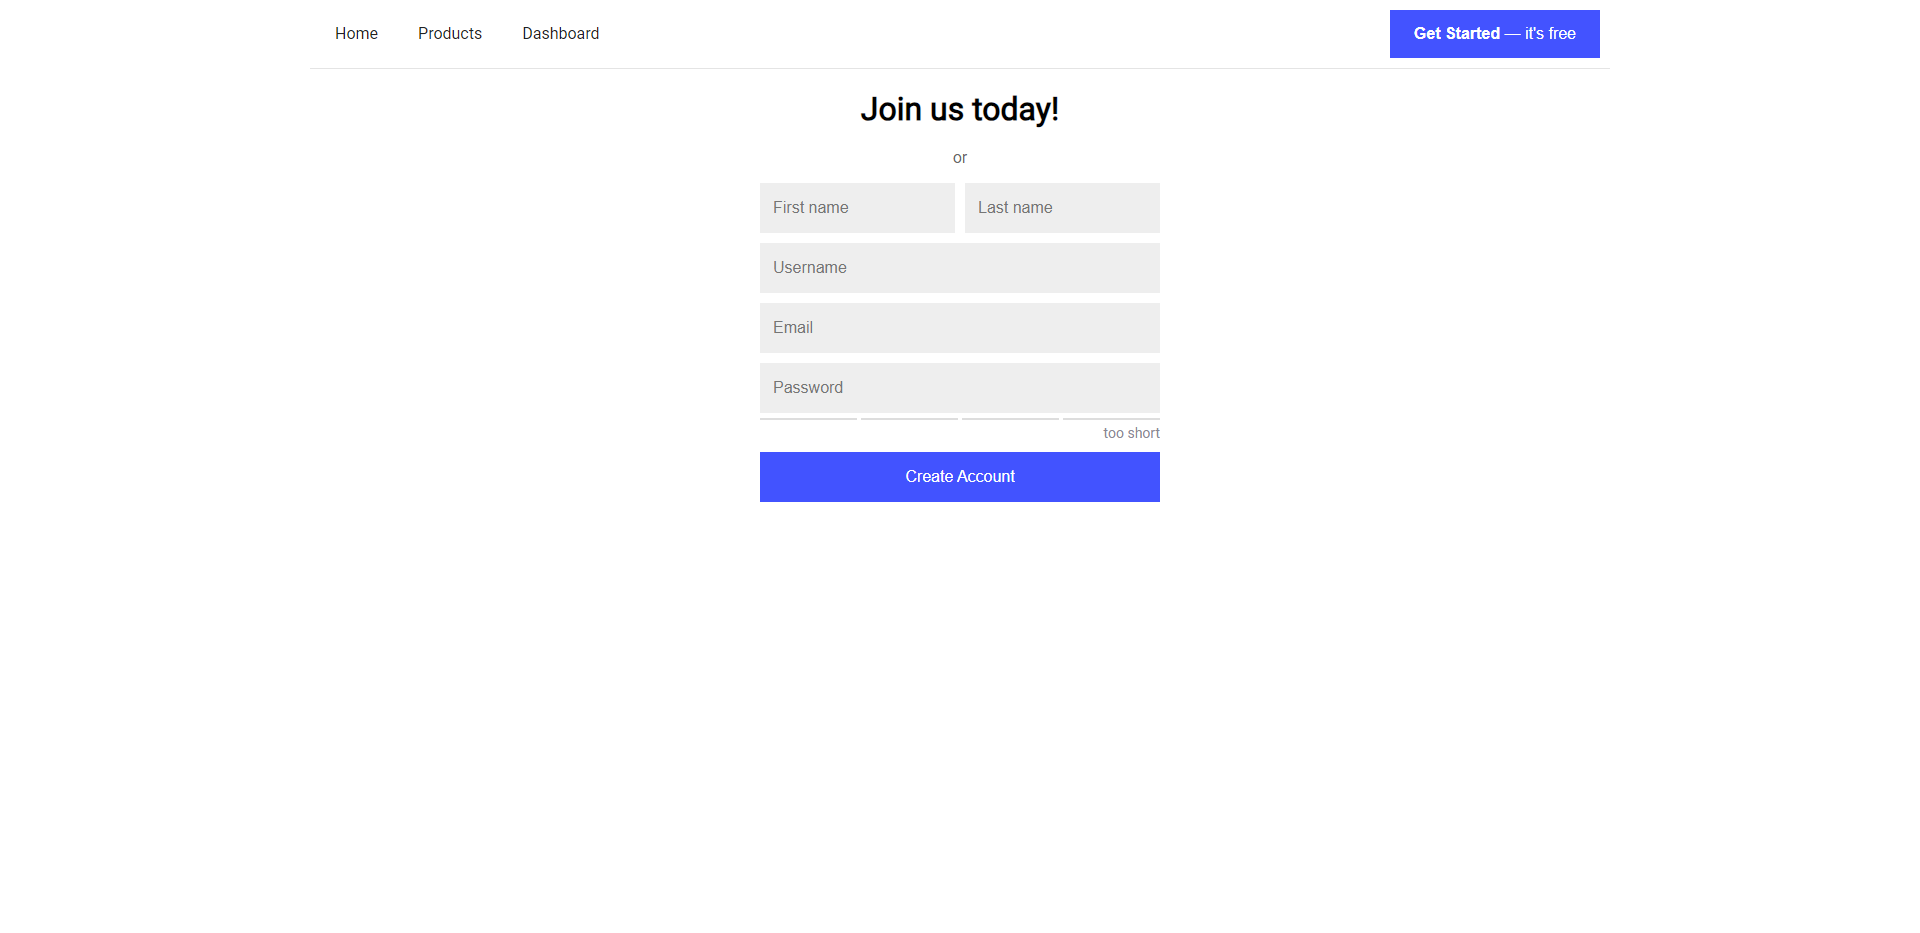 Home Products Dashboard Get Started — it's free
Join us today!
or
First name Last name
Username
Email
Password
too short
Create Account